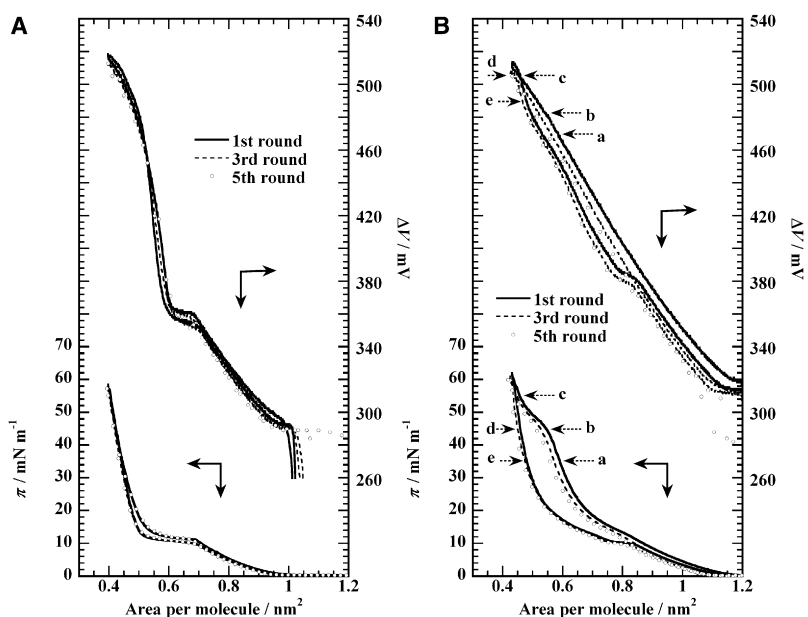 A
540
500
460
420
380
340
300
260
ΔV / mV
1st round
3rd round
5th round
70
60
50
40
30
20
10
0
π / mN m-1
0.4
0.6
0.8
1
1.2
Area per molecule / nm2
B
540
500
460
420
380
340
300
260
ΔV / mV
d
c
e
b
a
1st round
3rd round
5th round
70
60
50
40
30
20
10
0
π / mN m-1
c
d
b
e
a
0.4
0.6
0.8
1
1.2
Area per molecule / nm2